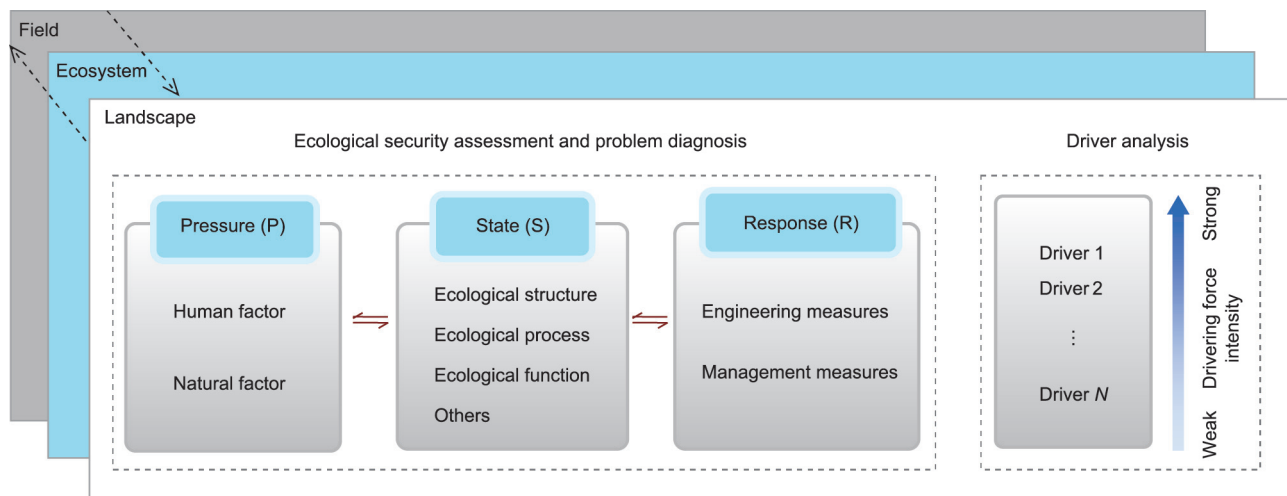 Field
Ecosystem
Landscape
Ecological security assessment and problem diagnosis
Pressure (P)
Human factor
Natural factor
State (S)
Ecological structure
Ecological process
Ecological function
Others
Response (R)
Engineering measures
Management measures
Driver analysis
Driver 1
Driver 2
⋮
Driver N
Weak
Drivering force
intensity
Strong